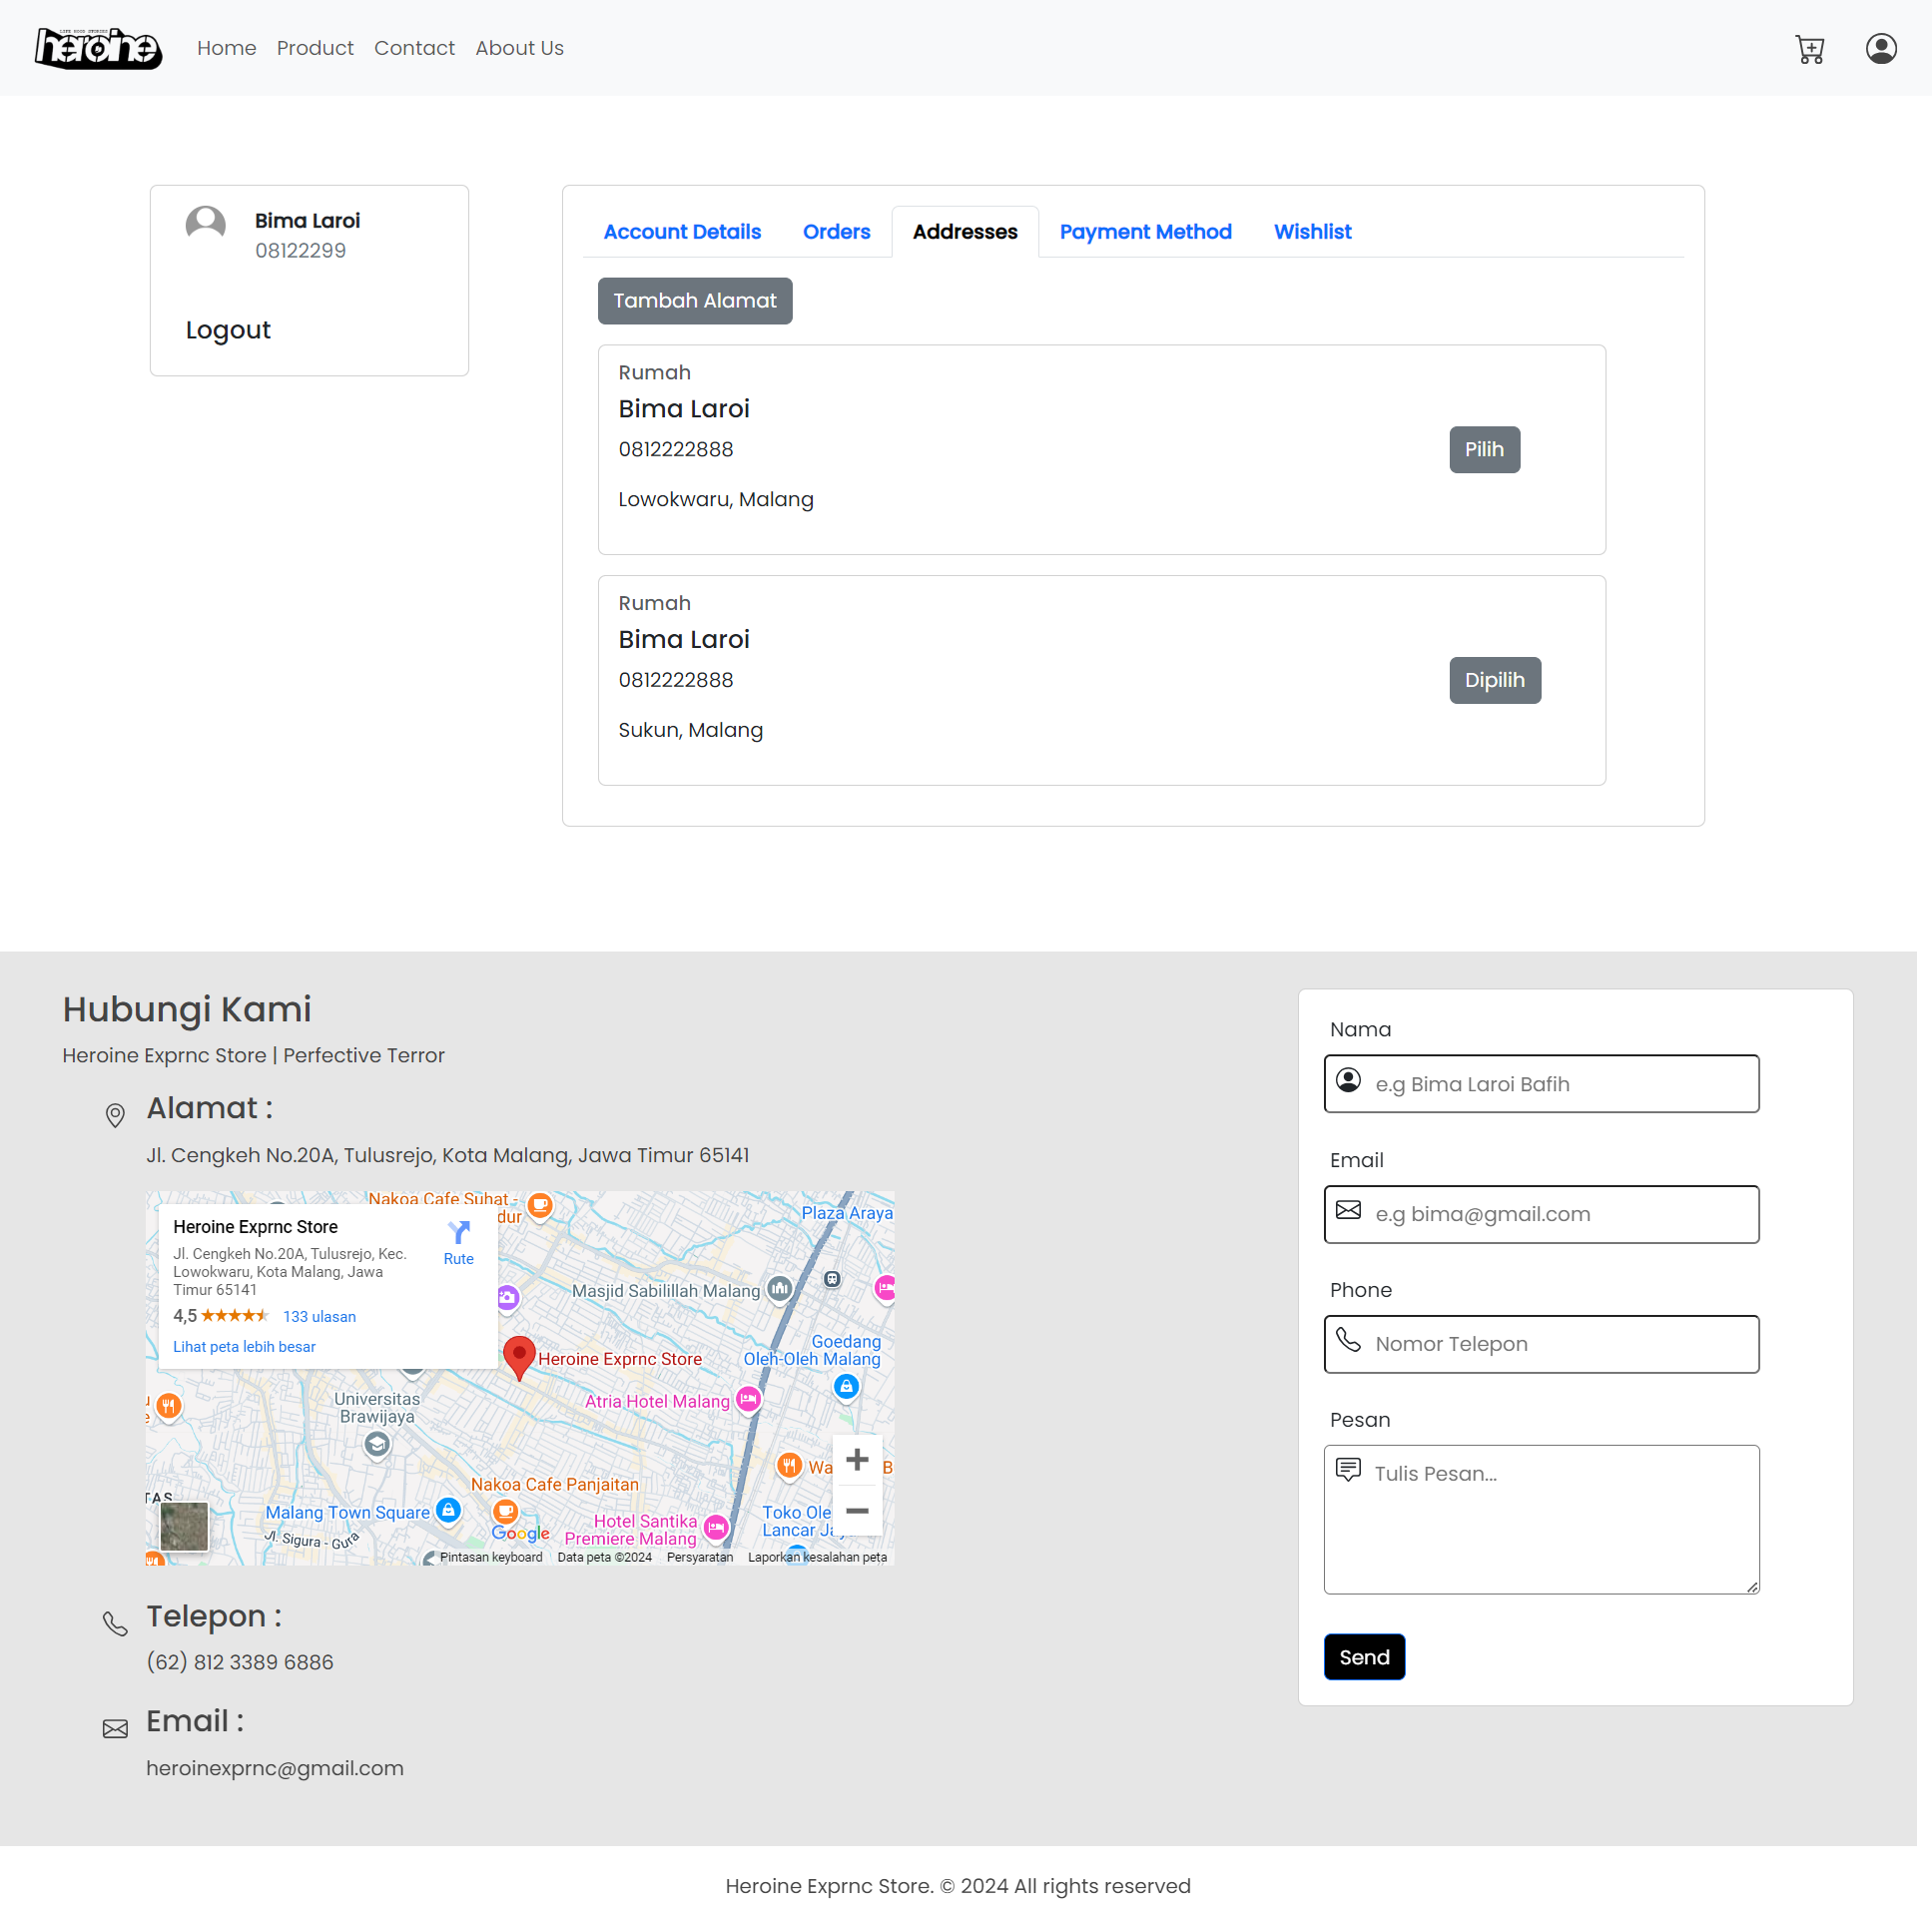 heroine
Home
Product
Contact
About Us
Bima Laroi
08122299
Logout
Account Details
Orders
Addresses
Payment Method
Wishlist
Tambah Alamat
Rumah
Bima Laroi
0812222888
Lowokwaru, Malang
Pilih
Rumah
Bima Laroi
0812222888
Sukun, Malang
Dipilih
Hubungi Kami
Heroine Exprnc Store | Perfective Terror
Alamat :
Jl. Cengkeh No.20A, Tulusrejo, Kota Malang, Jawa Timur 65141
Heroine Exprnc Store
Jl. Cengkeh No.20A, Tulusrejo, Kec.
Lowokwaru, Kota Malang, Jawa
Timur 65141
Rute
4,5
133 ulasan
Lihat peta lebih besar
Nakoa Cafe Suhat -
dur
Plaza Araya
Masjid Sabilillah Malang
Goedang
Oleh-Oleh Malang
Heroine Exprnc Store
Atria Hotel Malang
Universitas
Brawijaya
Nakoa Cafe Panjaitan
Malang Town Square
Jl. Sigura - Gura
Hotel Santika
Premiere Malang
Toko Ole
Lancar Ja
Google
Pintasan keyboard
Data peta ©2024
Persyaratan
Laporkan kesalahan peta
Telepon :
(62) 812 3389 6886
Email :
heroinexprnc@gmail.com
Nama
e.g Bima Laroi Bafih
Email
e.g bima@gmail.com
Phone
Nomor Telepon
Pesan
Tulis Pesan...
Send
Heroine Exprnc Store. © 2024 All rights reserved